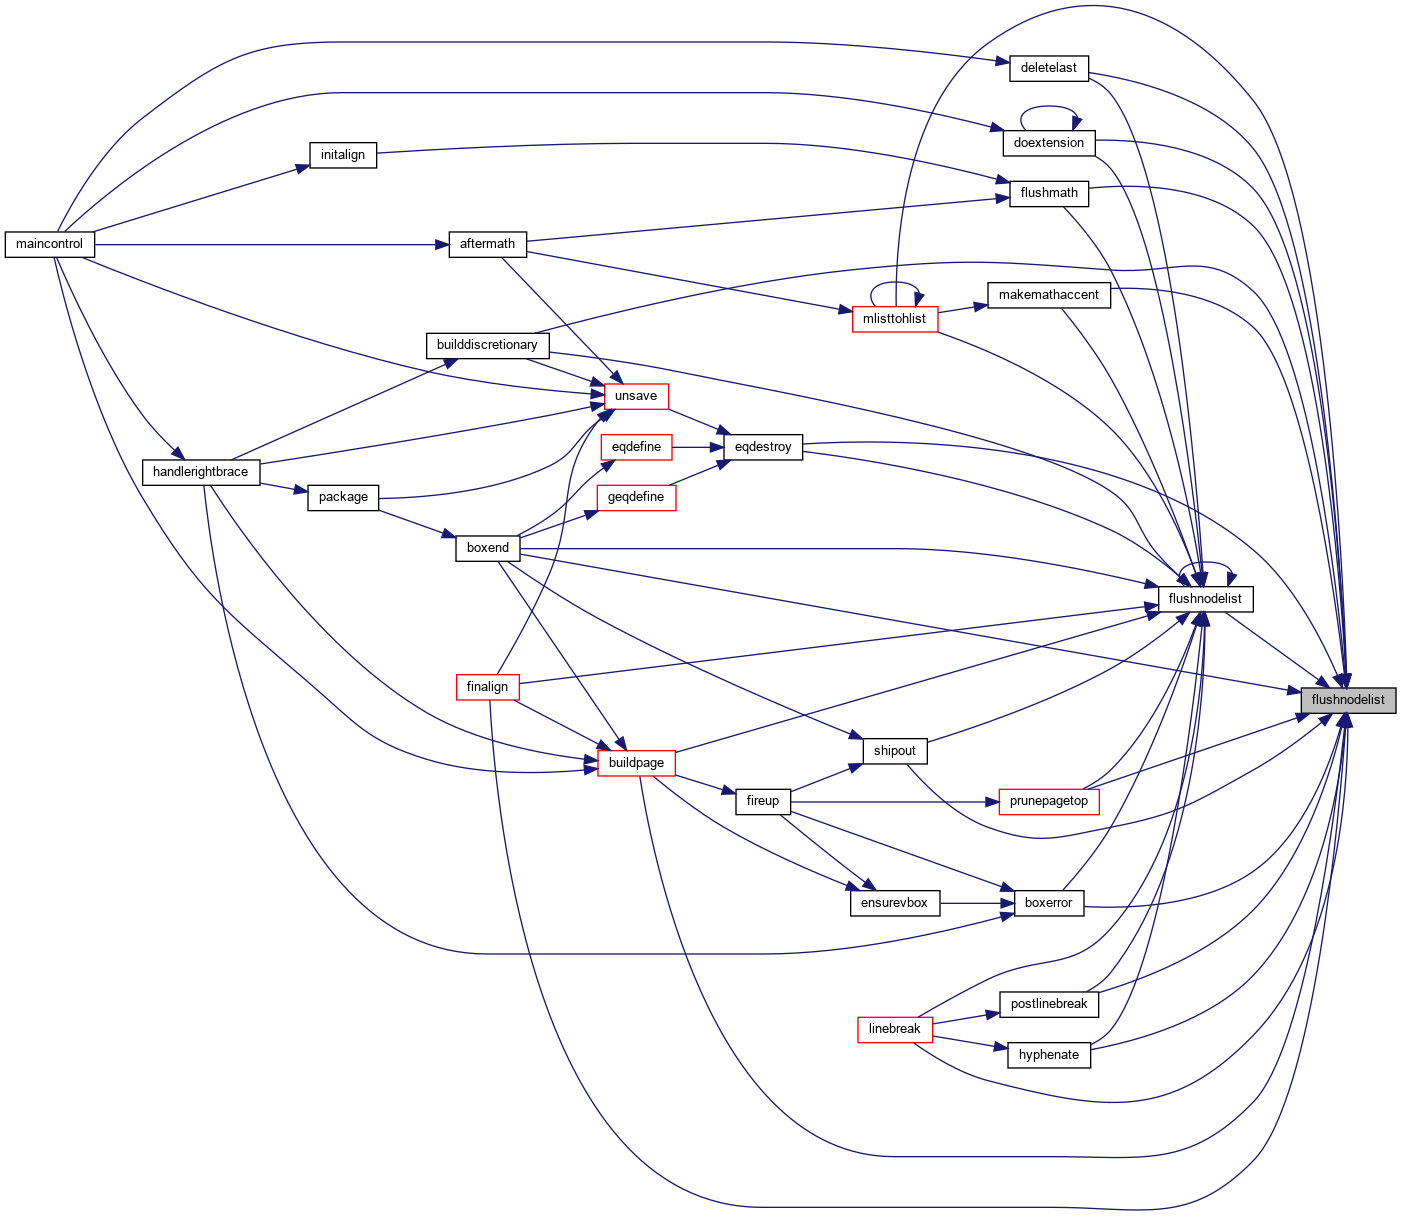 deletelast
doextension
initalign
flushmath
maincontrol
aftermath
makemathaccent
mlisttohlist
builddiscretionary
unsave
eqdefine
eqdestroy
handlerightbrace
package
geqdefine
boxend
flushnodelist
finalign
flushnodelist
shipout
buildpage
fireup
prunepagetop
ensurevbox
boxerror
postlinebreak
linebreak
hyphenate